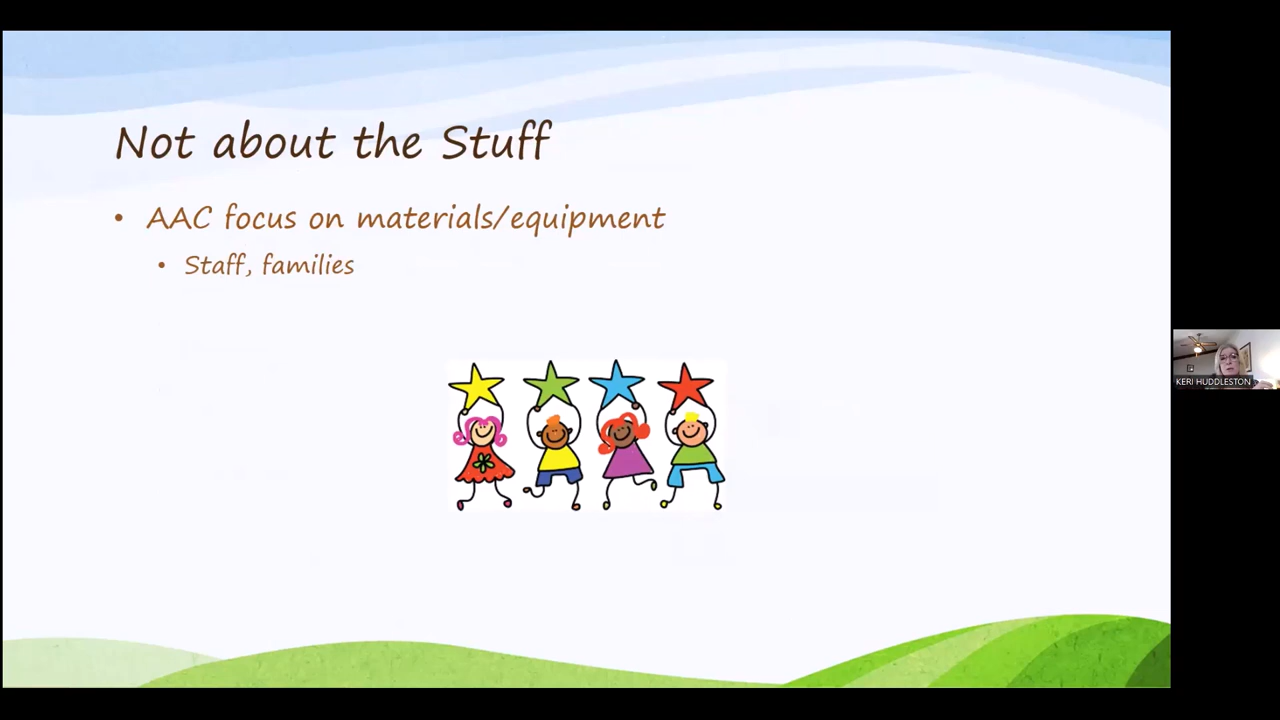 Not about the Stuff
• AAC focus on materials/equipment
• Staff, families
KERI HUDDLESTON